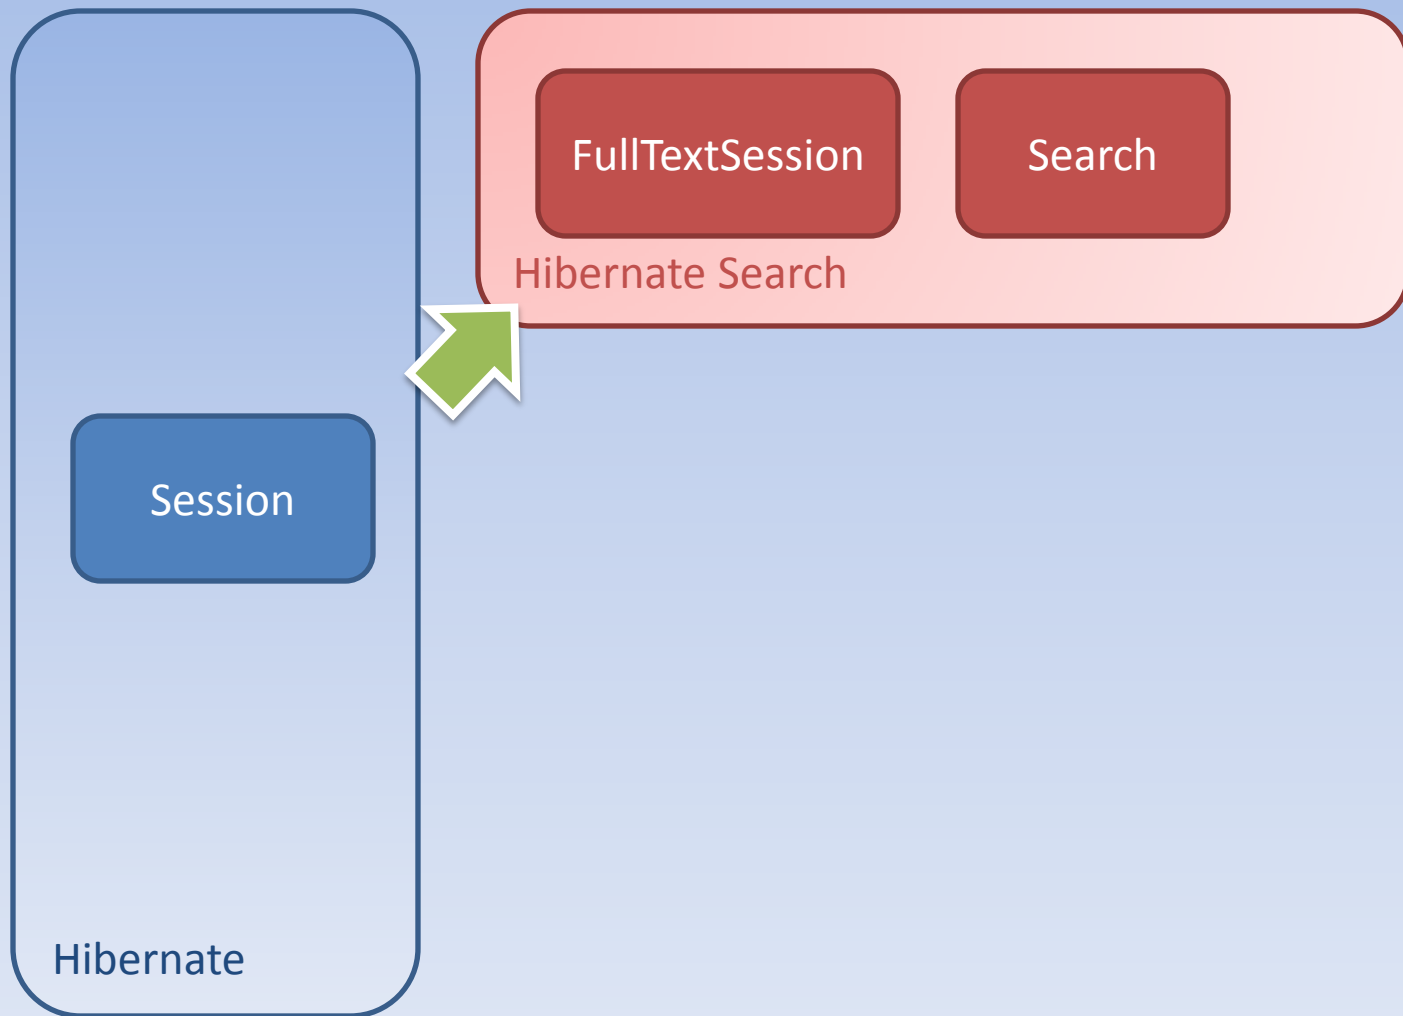 FullTextSession
Search
Hibernate Search
Session
Hibernate